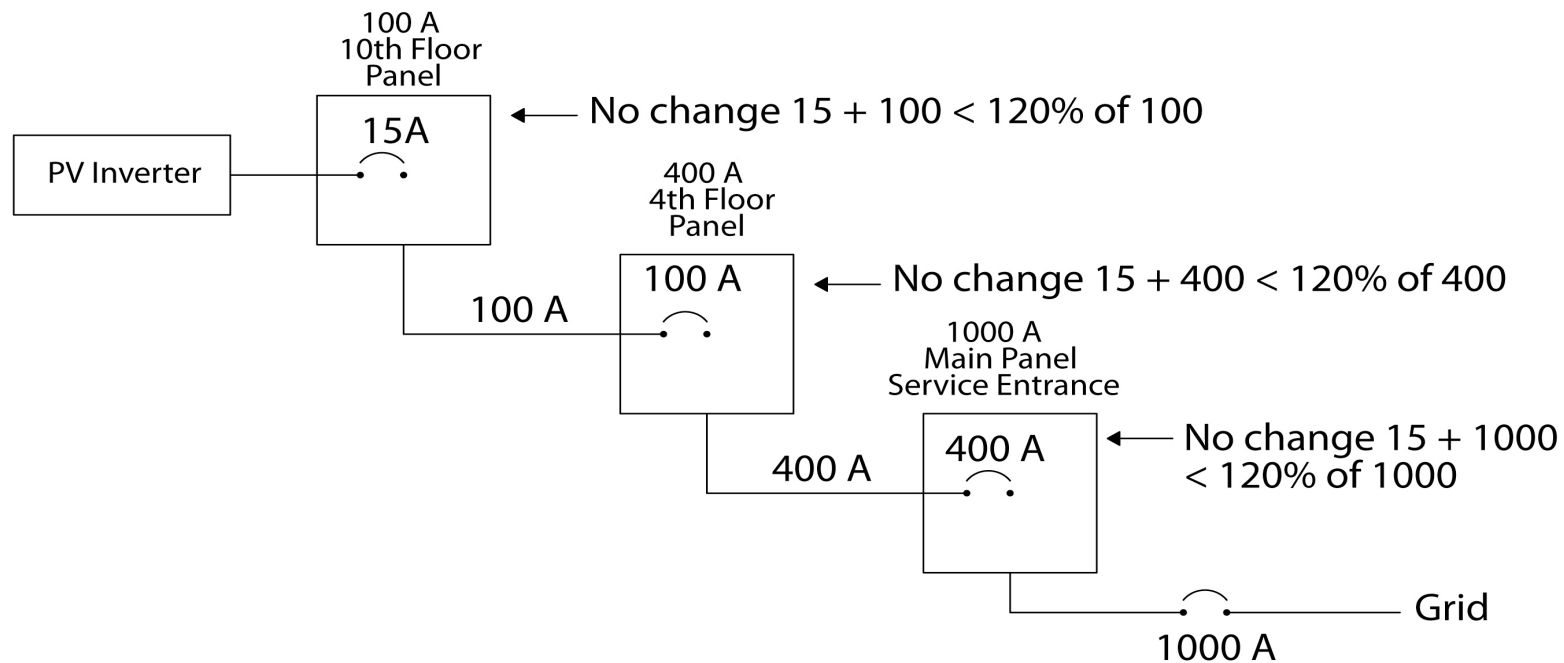 100 A
10th Floor
Panel
No change 15 + 100 < 120% of 100
15A
PV Inverter
400 A
4th Floor
Panel
100 A
No change 15 + 400 < 120% of 400
100 A
1000 A
Main Panel
Service Entrance
400 A
No change 15 + 1000
< 120% of 1000
400 A
Grid
1000 A